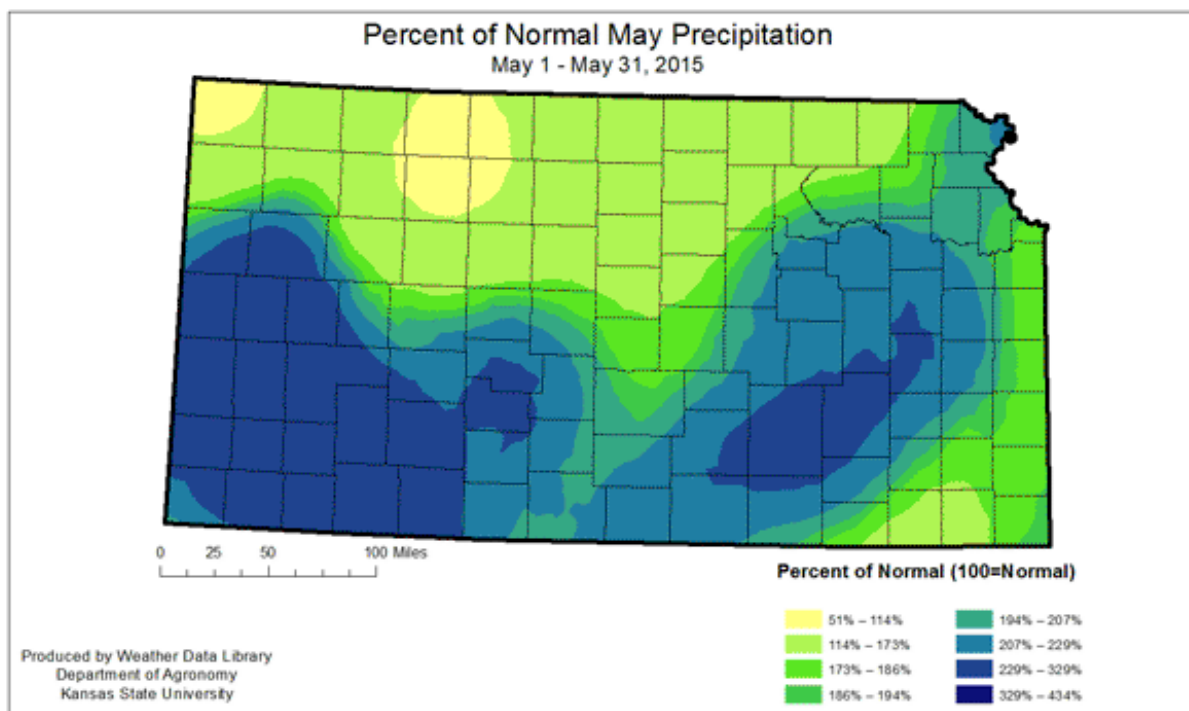 Percent of Normal May Precipitation
May 1 - May 31, 2015
0 25 50 100 Miles
Percent of Normal (100=Normal)
51% – 114%
114% – 173%
173% – 186%
186% – 194%
194% – 207%
207% – 229%
229% – 329%
329% – 434%
Produced by Weather Data Library
Department of Agronomy
Kansas State University